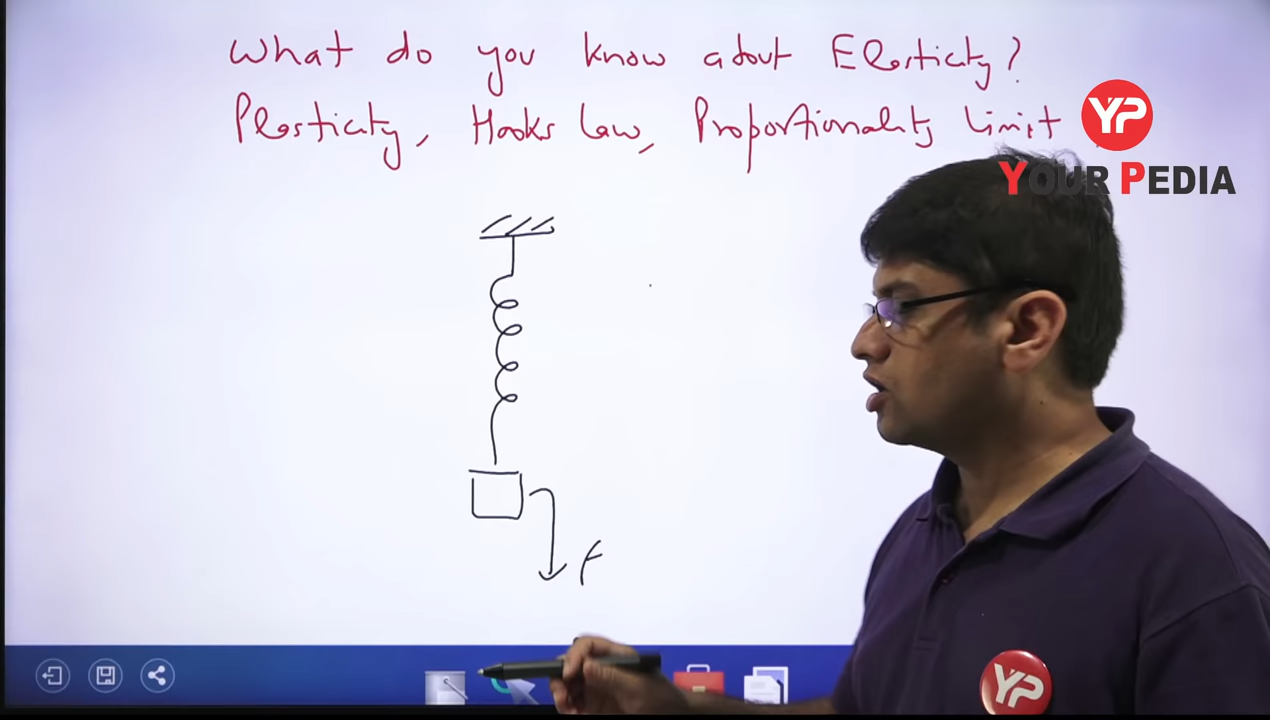 What do you know about Elasticity?
Plasticity, Hooks law, Proportionality limit
YP
YOUR PEDIA
F
YP